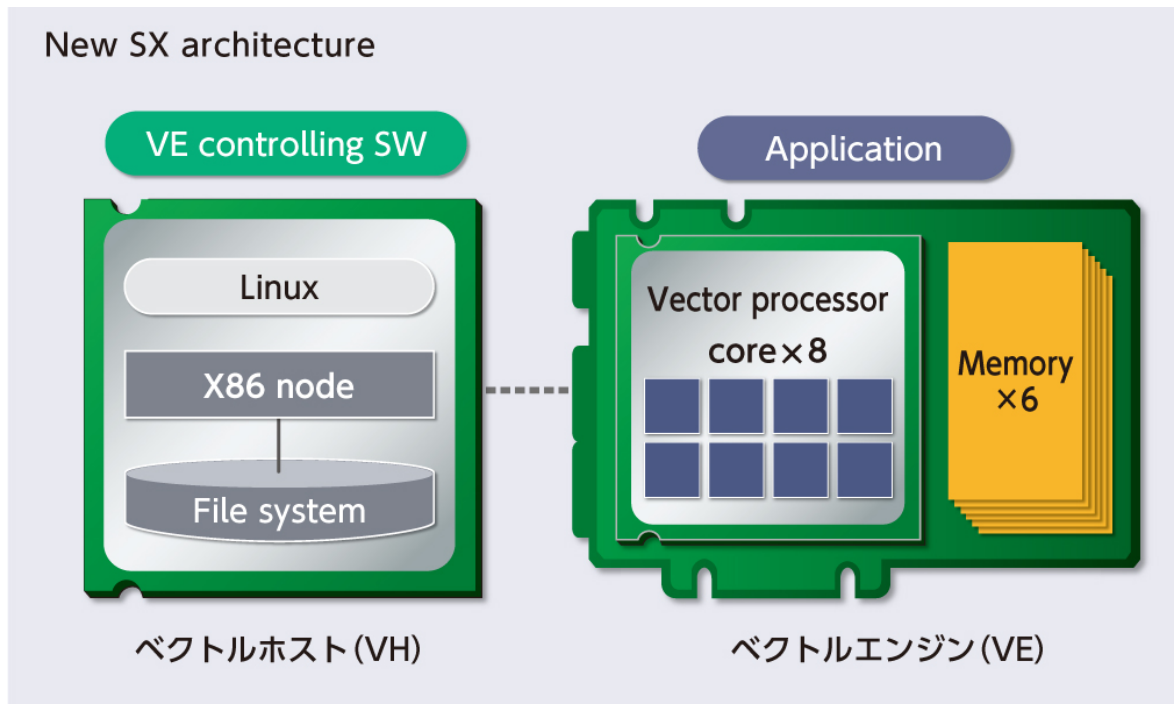 New SX architecture
VE controlling SW
Linux
X86 node
File system
ベクトルホスト(VH)
Application
Vector processor
core×8
Memory
×6
ベクトルエンジン(VE)